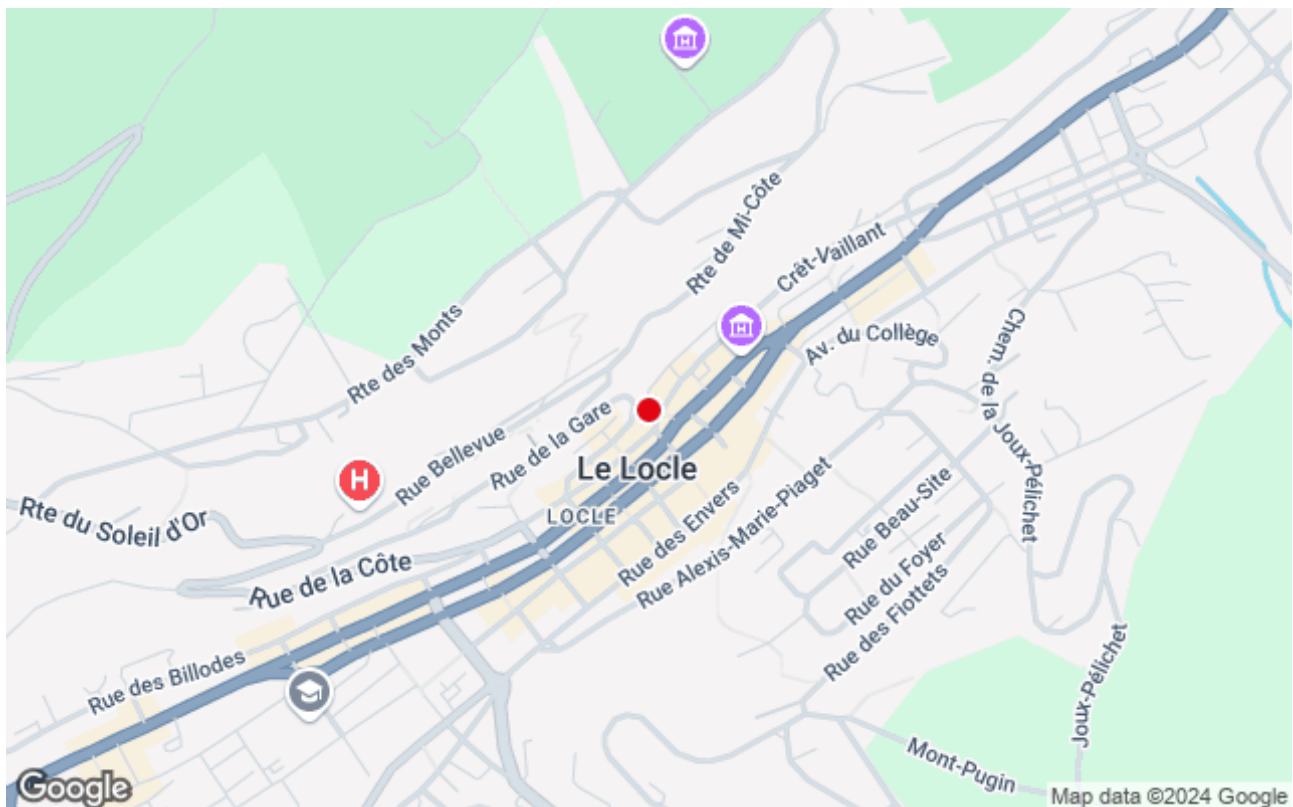 Rte de Mi-Côte
Crêt-Vaillant
Rte des Monts
Av. du Collège
Chem. de la Joux-Pélichet
Rue de la Gare
Rue Bellevue
Le Locle
H
LOCLE
Rte du Soleil d'Or
Rue des Envers
Rue Alexis-Marie-Piaget
Rue Beau-Site
Rue de la Côte
Rue du Foyer
Rue des Fiottets
Rue des Billodes
Joux-Pélichet
Mont-Pugin
Google
Map data ©2024 Google